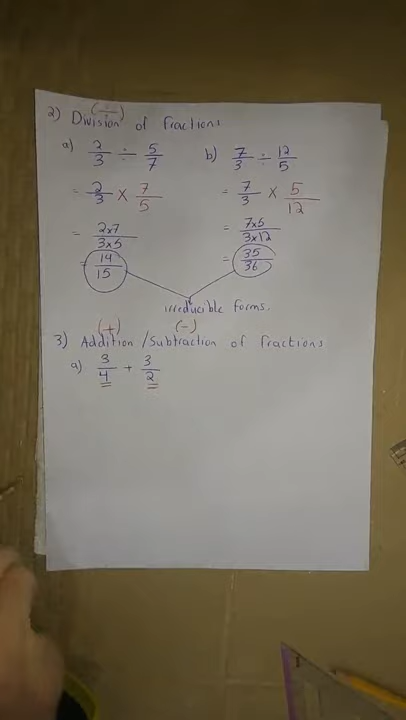 2) Division (÷) of fractions
a) 2/3 ÷ 5/7
= 2/3 × 7/5
= 2×7/3×5
= 14/15
b) 7/3 ÷ 12/5
= 7/3 × 5/12
= 7×5/3×12
= 35/36
irreducible forms.
(+) (-)
3) Addition /Subtraction of fractions
a) 3/4 + 3/2